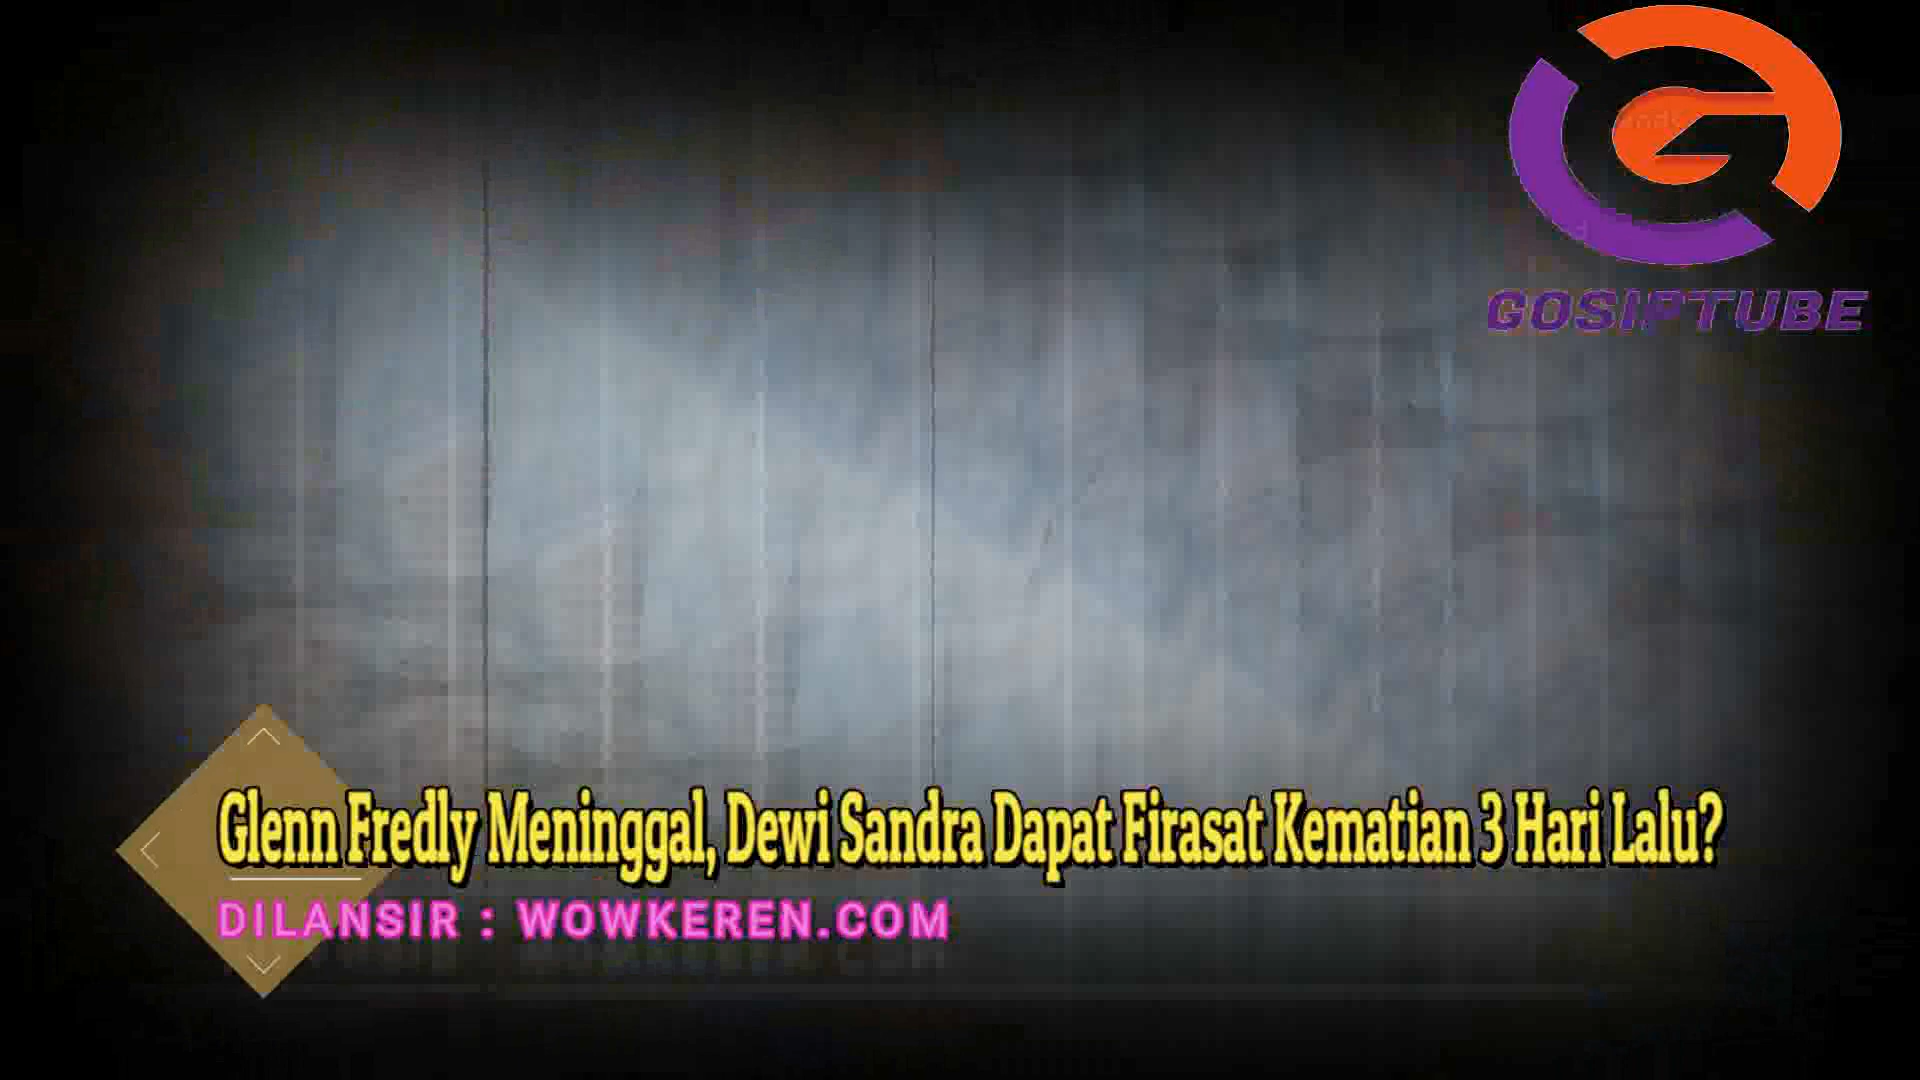 GOSIPTUBE
Glenn Fredly Meninggal, Dewi Sandra Dapat Firasat Kematian 3 Hari Lalu?
DILANSIR : WOWKEREN.COM